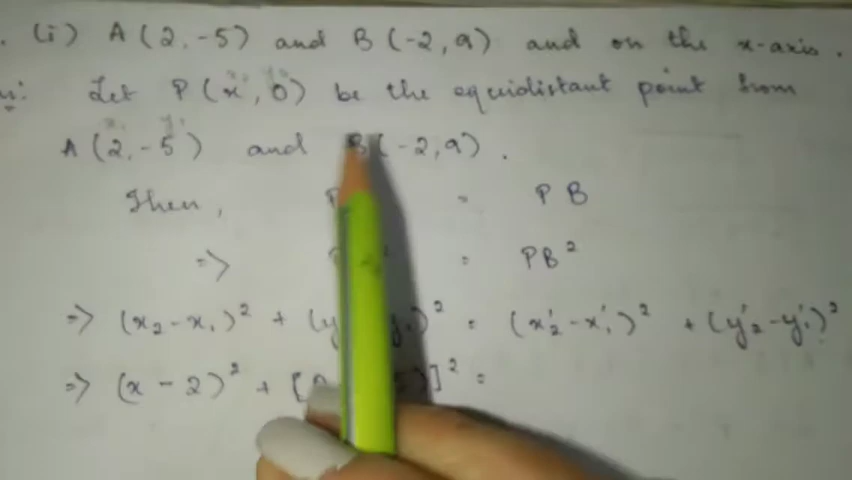 . (i) A (2, -5) and B (-2, 9) and on the x-axis.
Let P (x, 0) be the equidistant point from
A (2, -5) and B (-2, 9).
Then, P = PB
=> ² = PB²
=> (x₂ - x₁)² + (y )² = (x'₂ - x'₁)² + (y'₂ - y'₁)²
=> (x - 2)² + [ )]² =